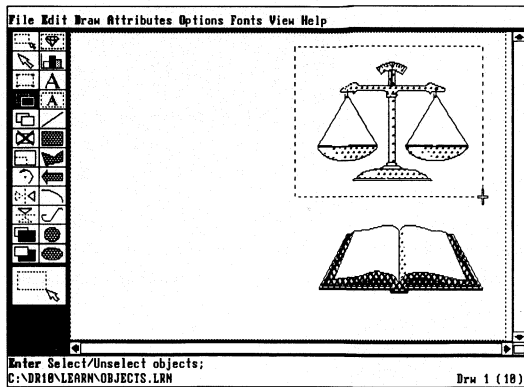 File Edit Draw Attributes Options Fonts View Help
A
A
Enter Select/Unselect objects;
C:\DR10\LEARN\OBJECTS.LRN Drw 1 (10)